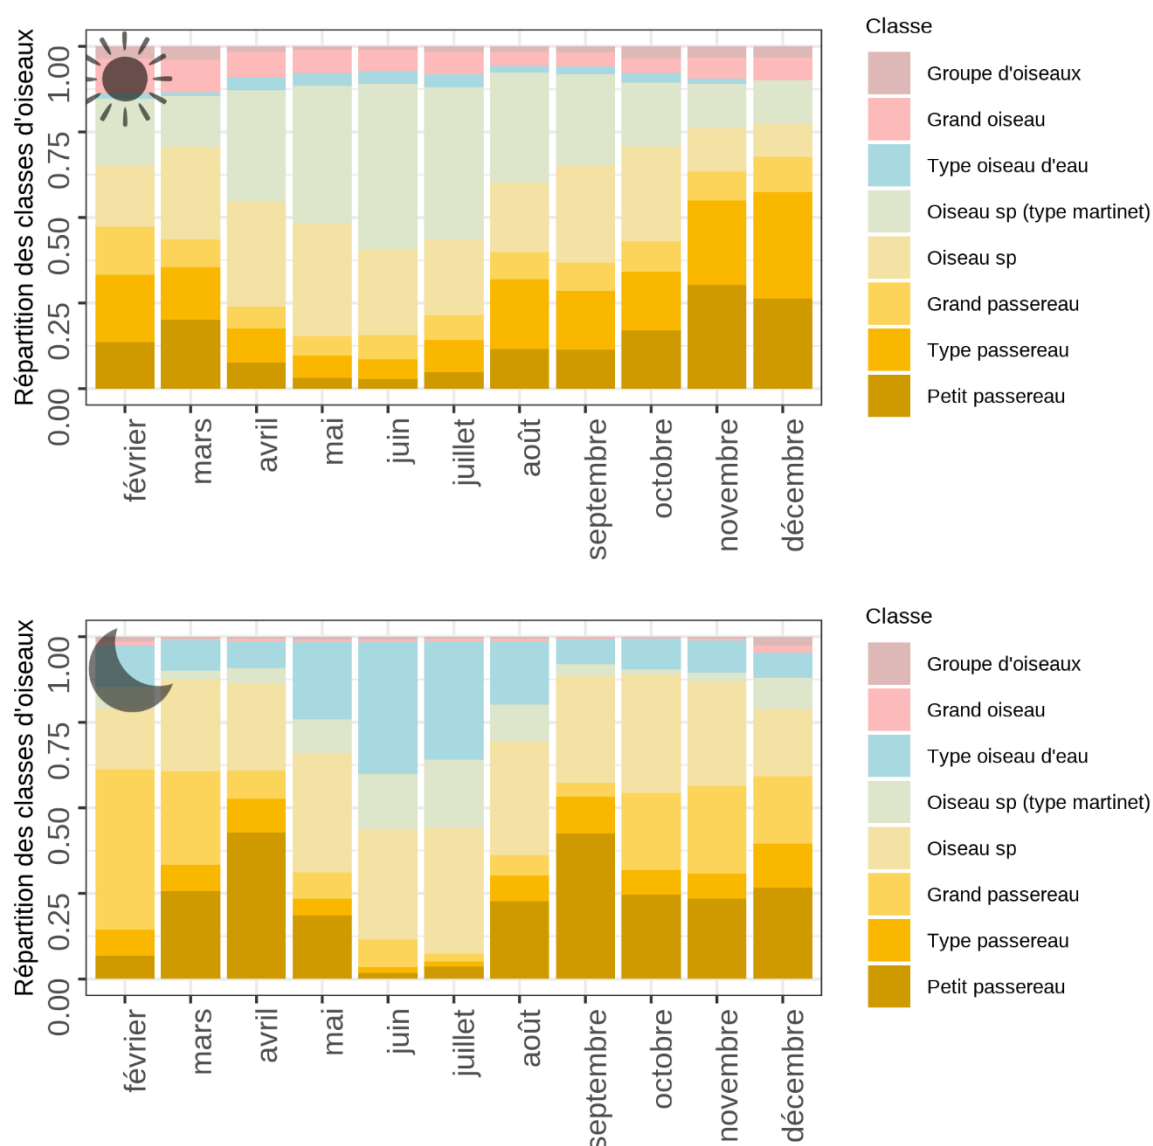 Répartition des classes d'oiseaux
1.00
0.75
0.50
0.25
0.00
février
mars
avril
mai
juin
juillet
août
septembre
octobre
novembre
décembre
Classe
Groupe d'oiseaux
Grand oiseau
Type oiseau d'eau
Oiseau sp (type martinet)
Oiseau sp
Grand passereau
Type passereau
Petit passereau
Répartition des classes d'oiseaux
1.00
0.75
0.50
0.25
0.00
février
mars
avril
mai
juin
juillet
août
septembre
octobre
novembre
décembre
Classe
Groupe d'oiseaux
Grand oiseau
Type oiseau d'eau
Oiseau sp (type martinet)
Oiseau sp
Grand passereau
Type passereau
Petit passereau